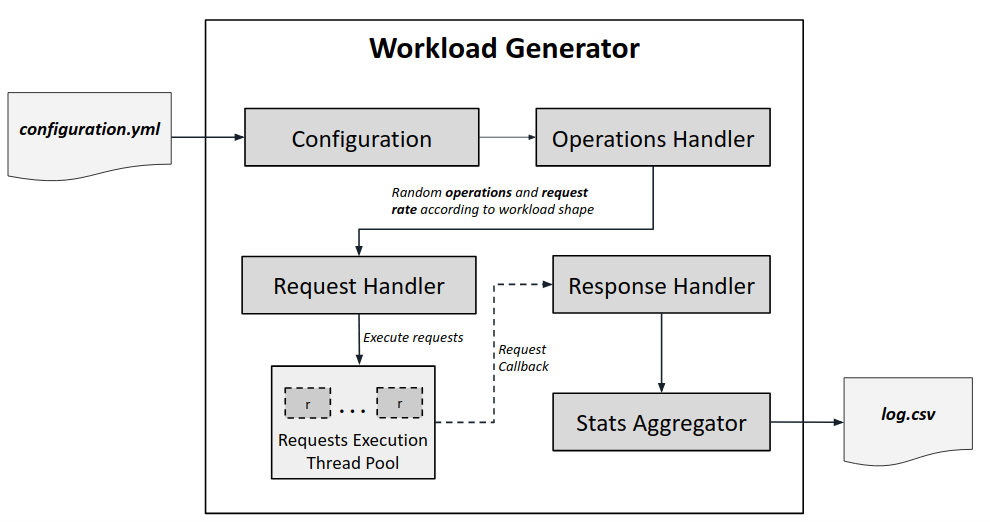 Workload Generator
configuration.yml
Configuration
Operations Handler
Random operations and request
rate according to workload shape
Request Handler
Response Handler
Execute requests
Request
Callback
r ... r
Requests Execution
Thread Pool
Stats Aggregator
log.csv